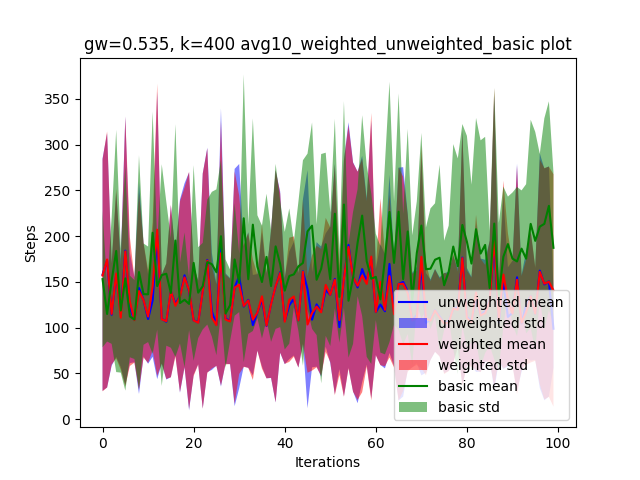 gw=0.535, k=400 avg10_weighted_unweighted_basic plot
Steps
350
300
250
200
150
100
50
0
unweighted mean
unweighted std
weighted mean
weighted std
basic mean
basic std
0 20 40 60 80 100
Iterations